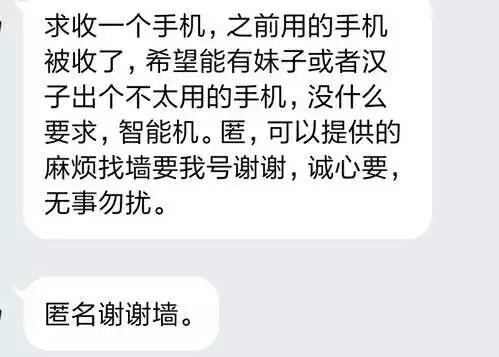 求收一个手机，之前用的手机
被收了，希望能有妹子或者汉
子出个不太用的手机，没什么
要求，智能机。匿，可以提供的
麻烦找墙要我号谢谢，诚心要，
无事勿扰。
匿名谢谢墙。